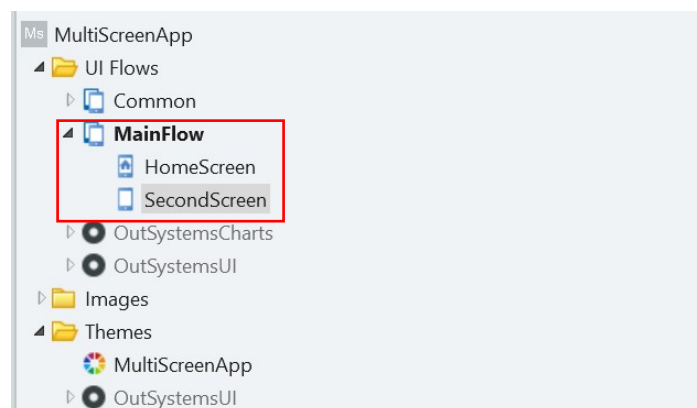 Ms MultiScreenApp
UI Flows
Common
MainFlow
HomeScreen
SecondScreen
OutSystemsCharts
OutSystemsUI
Images
Themes
MultiScreenApp
OutSystemsUI